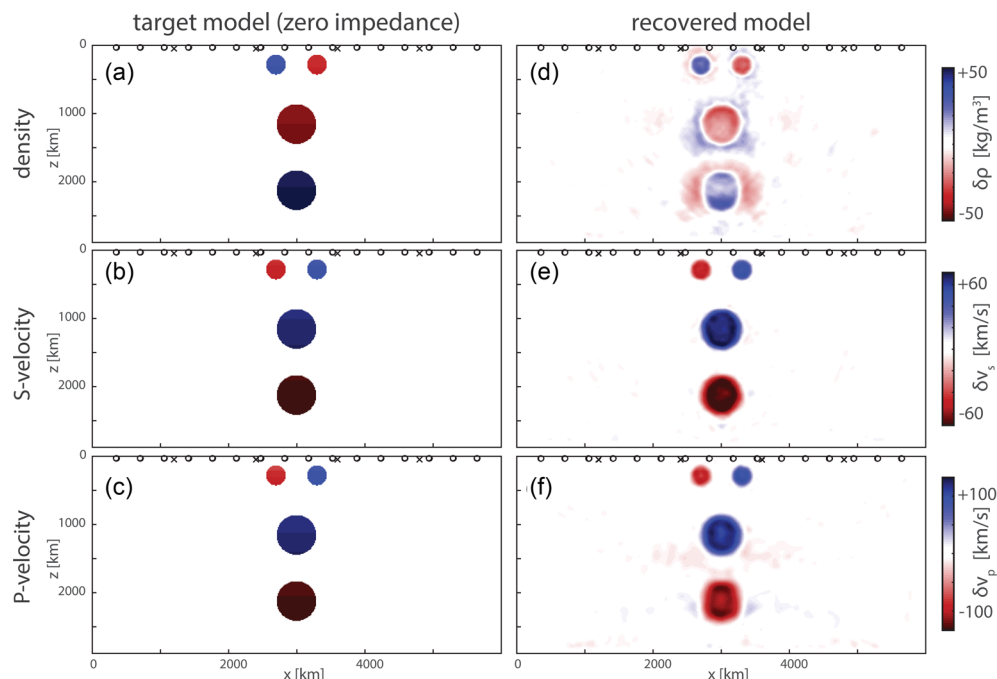 target model (zero impedance)
recovered model
density
z [km]
0
1000
2000
(a)
(d)
+50
δρ [kg/m³]
-50
S-velocity
z [km]
0
1000
2000
(b)
(e)
+60
δvs [km/s]
-60
P-velocity
z [km]
0
1000
2000
(c)
(f)
+100
δvp [km/s]
-100
0
2000
4000
x [km]
2000
4000
x [km]